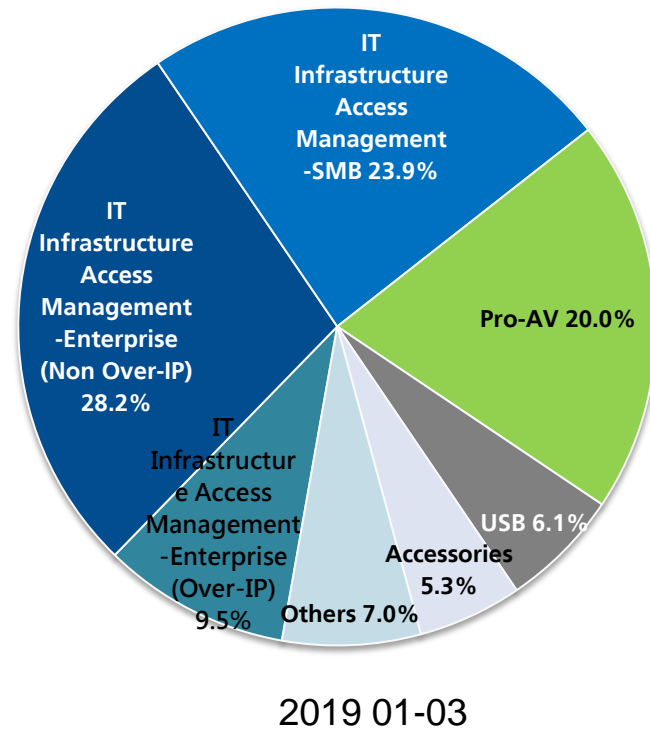 IT
Infrastructure
Access
Management
-SMB 23.9%
IT
Infrastructure
Access
Management
-Enterprise
(Non Over-IP)
28.2%
Pro-AV 20.0%
IT
Infrastructur
e Access
Management
-Enterprise
(Over-IP)
9.5%
USB 6.1%
Accessories
5.3%
Others 7.0%
2019 01-03